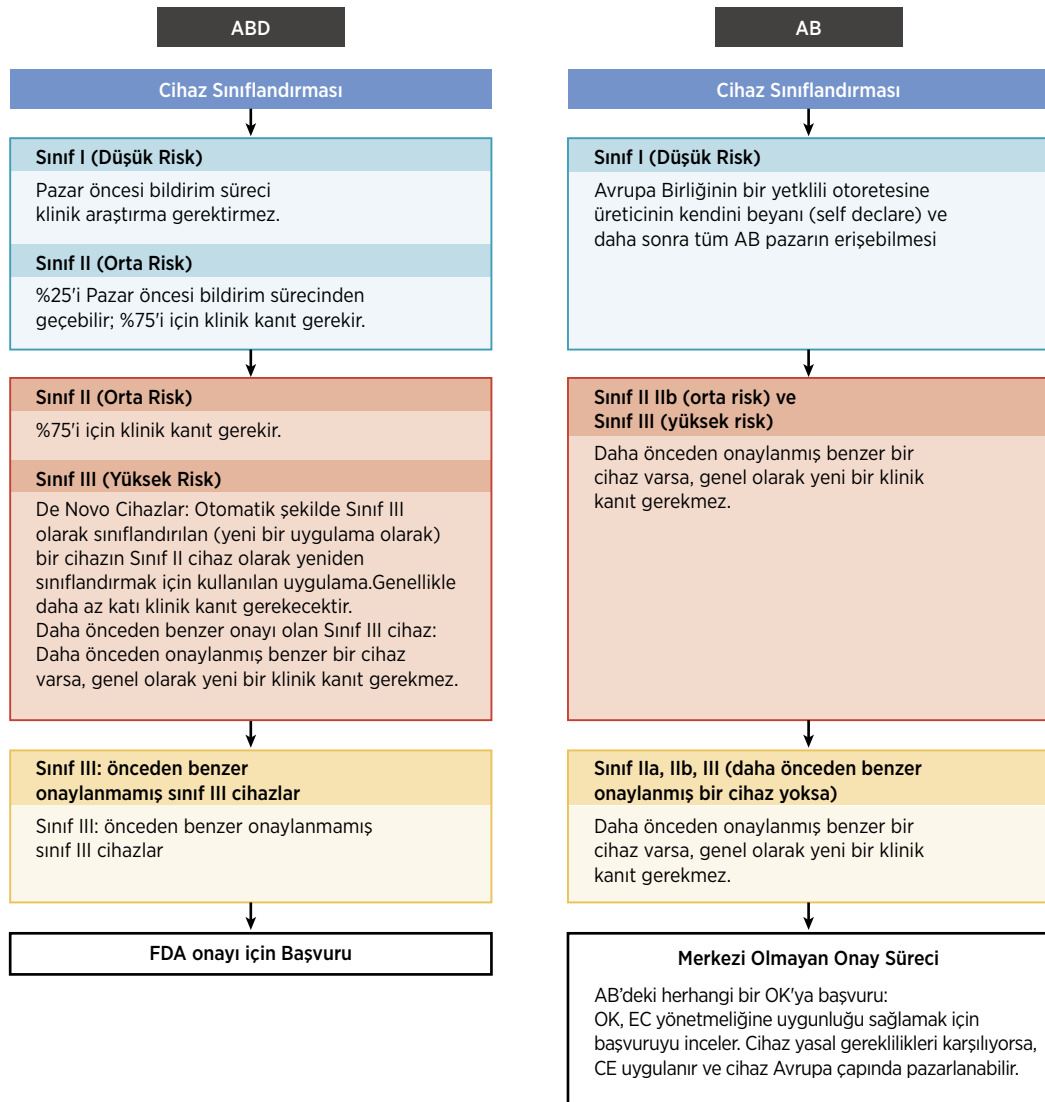 ABD
Cihaz Sınıflandırması
Sınıf I (Düşük Risk)
Pazar öncesi bildirim süreci
klinik araştırma gerektirmez.
Sınıf II (Orta Risk)
%25'i Pazar öncesi bildirim sürecinden
geçebilir; %75'i için klinik kanıt gerekir.
Sınıf II (Orta Risk)
%75'i için klinik kanıt gerekir.
Sınıf III (Yüksek Risk)
De Novo Cihazlar: Otomatik şekilde Sınıf III
olarak sınıflandırılan (yeni bir uygulama olarak)
bir cihazın Sınıf II cihaz olarak yeniden
sınıflandırmak için kullanılan uygulama.Genellikle
daha az katı klinik kanıt gerekecektir.
Daha önceden benzer onayı olan Sınıf III cihaz:
Daha önceden onaylanmış benzer bir cihaz
varsa, genel olarak yeni bir klinik kanıt gerekmez.
Sınıf III: önceden benzer
onaylanmamış sınıf III cihazlar
Sınıf III: önceden benzer onaylanmamış
sınıf III cihazlar
FDA onayı için Başvuru
AB
Cihaz Sınıflandırması
Sınıf I (Düşük Risk)
Avrupa Birliğinin bir yetklili otoretesine
üreticinin kendini beyanı (self declare) ve
daha sonra tüm AB pazarın erişebilmesi
Sınıf II IIb (orta risk) ve
Sınıf III (yüksek risk)
Daha önceden onaylanmış benzer bir
cihaz varsa, genel olarak yeni bir klinik
kanıt gerekmez.
Sınıf IIa, IIb, III (daha önceden benzer
onaylanmış bir cihaz yoksa)
Daha önceden onaylanmış benzer bir
cihaz varsa, genel olarak yeni bir klinik
kanıt gerekmez.
Merkezi Olmayan Onay Süreci
AB'deki herhangi bir OK'ya başvuru:
OK, EC yönetmeliğine uygunluğu sağlamak için
başvuruyu inceler. Cihaz yasal gereklilikleri karşılıyorsa,
CE uygulanır ve cihaz Avrupa çapında pazarlanabilir.